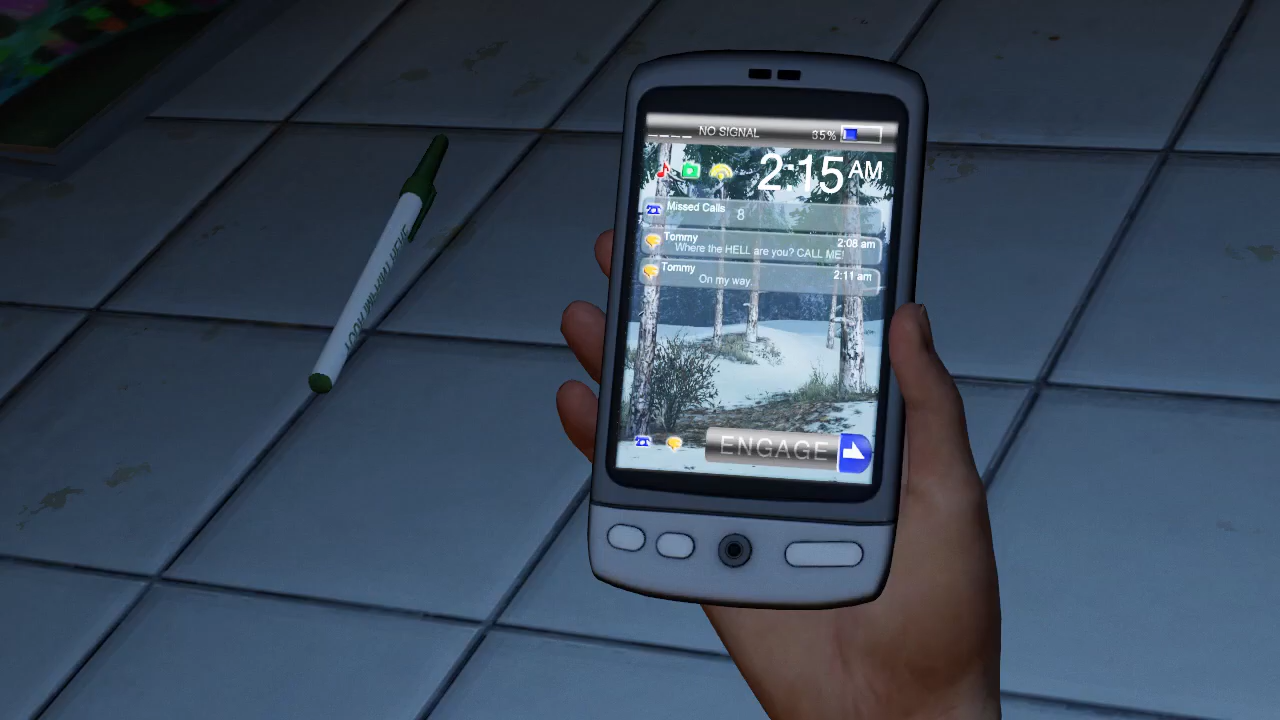 NO SIGNAL 35%
2:15 AM
Missed Calls
8
Tommy 2:08 am
Where the HELL are you? CALL ME!
Tommy 2:11 am
On my way.
ENGAGE